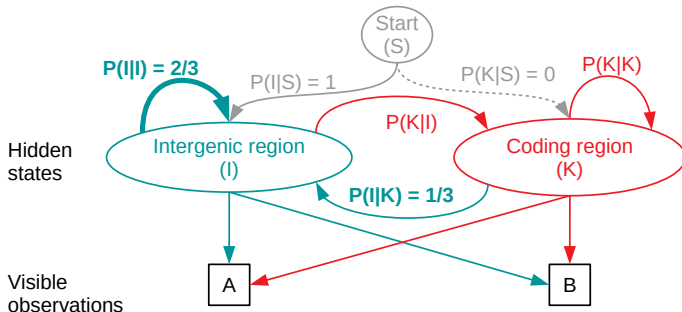 Start
(S)
P(I|I) = 2/3
P(I|S) = 1
P(K|S) = 0
P(K|K)
P(K|I)
Hidden
states
Intergenic region
(I)
Coding region
(K)
P(I|K) = 1/3
Visible
observations
A
B